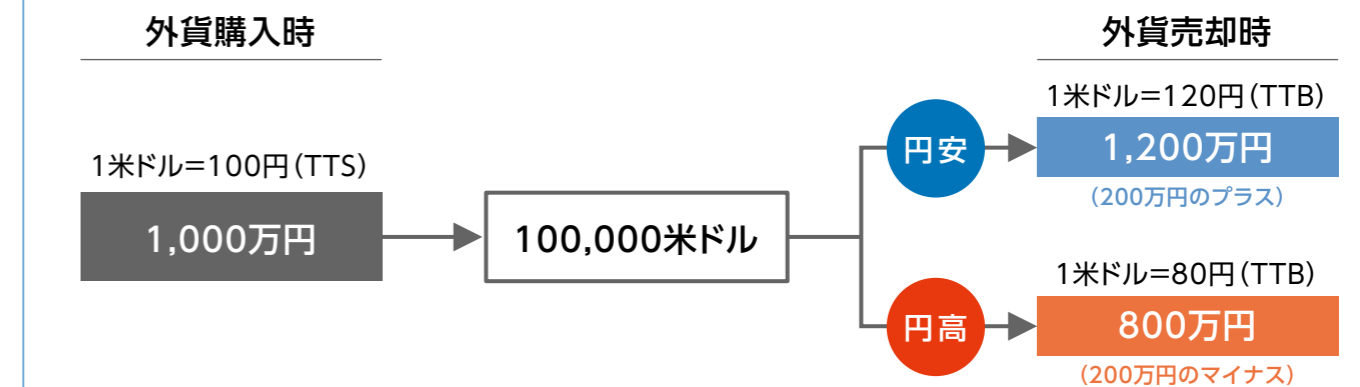 外貨購入時
1米ドル=100円(TTS)
1,000万円
100,000米ドル
外貨売却時
円安
1米ドル=120円(TTB)
1,200万円
(200万円のプラス)
円高
1米ドル=80円(TTB)
800万円
(200万円のマイナス)